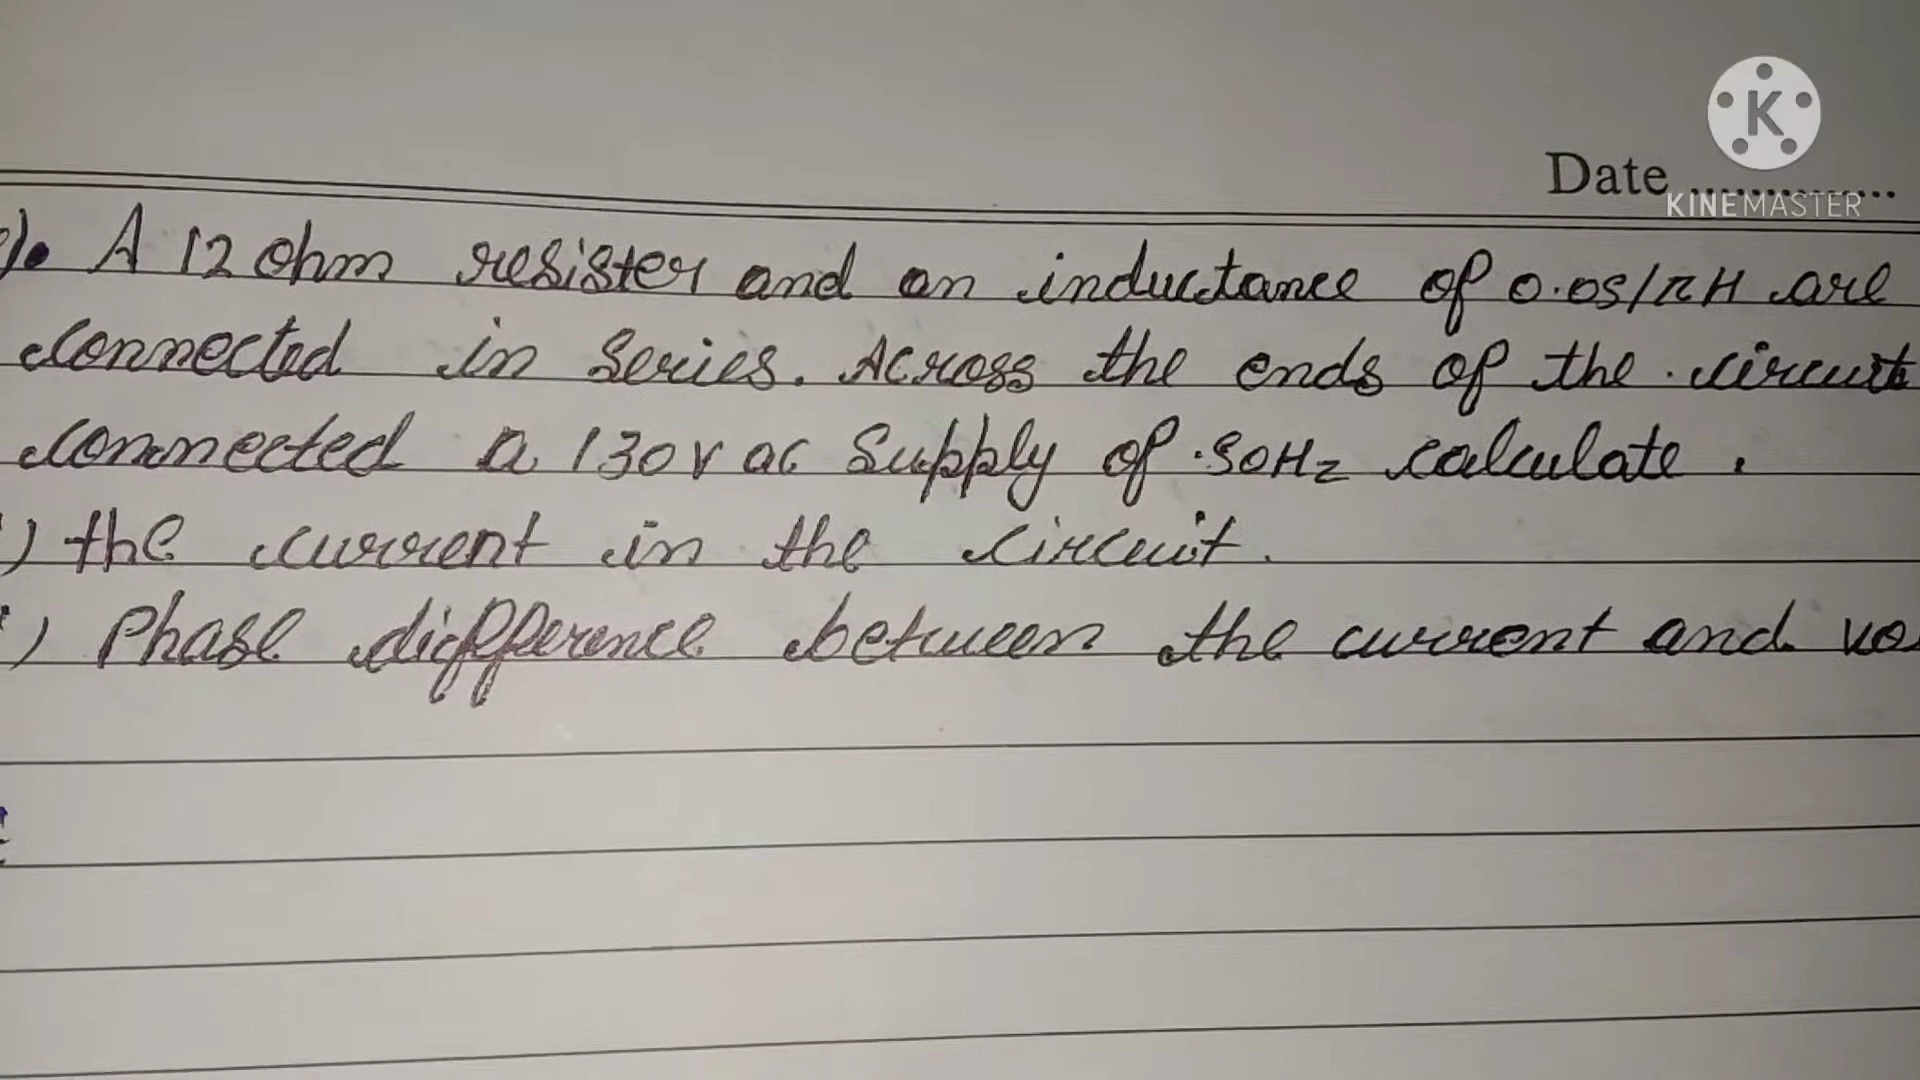 K
Date ................
KINEMASTER
). A 12 ohm resister and an inductance of 0.05/π H are
connected in series. Across the ends of the circuit
connected a 130 v ac supply of 50Hz calculate.
) the current in the circuit.
) Phase difference between the current and vo